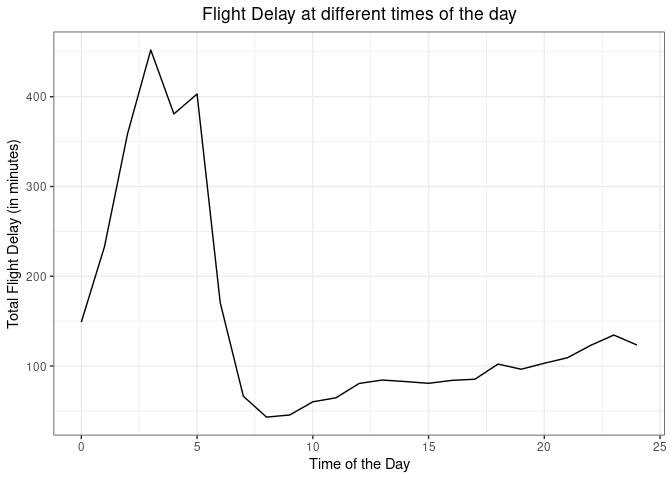 Flight Delay at different times of the day
Total Flight Delay (in minutes)
400
300
200
100
0 5 10 15 20 25
Time of the Day